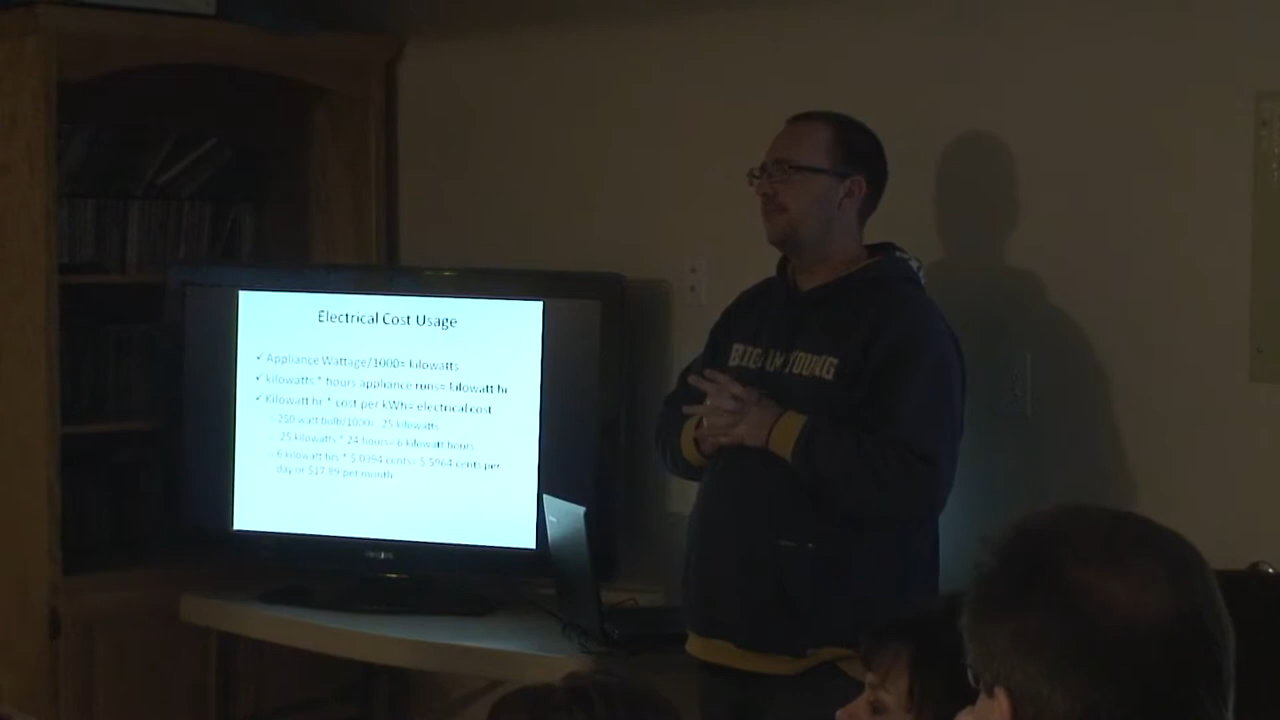 Electrical Cost Usage
✓ Appliance Wattage/1000= kilowatts
✓ kilowatts * hours appliance runs= kilowatt hr
✓ Kilowatt hr * cost per kWh= electrical cost
250 watt bulb/1000= .25 kilowatts
.25 kilowatts * 24 hours= 6 kilowatt hours
6 kilowatt hrs * $.0994 cents= $.5964 cents per
day or $17.89 per month
PHILIPS
BRIGHAM YOUNG